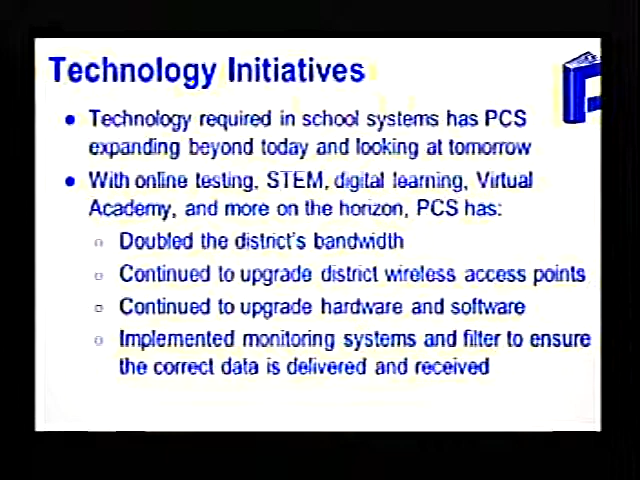 Technology Initiatives
Technology required in school systems has PCS
expanding beyond today and looking at tomorrow
With online testing, STEM, digital learning, Virtual
Academy, and more on the horizon, PCS has:
Doubled the district's bandwidth
Continued to upgrade district wireless access points
Continued to upgrade hardware and software
Implemented monitoring systems and filter to ensure
the correct data is delivered and received